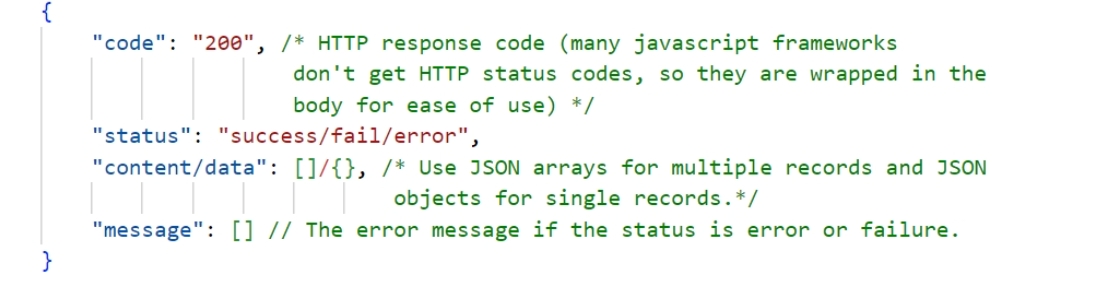 {
"code": "200", /* HTTP response code (many javascript frameworks
don't get HTTP status codes, so they are wrapped in the
body for ease of use) */
"status": "success/fail/error",
"content/data": []/{}, /* Use JSON arrays for multiple records and JSON
objects for single records.*/
"message": [] // The error message if the status is error or failure.
}